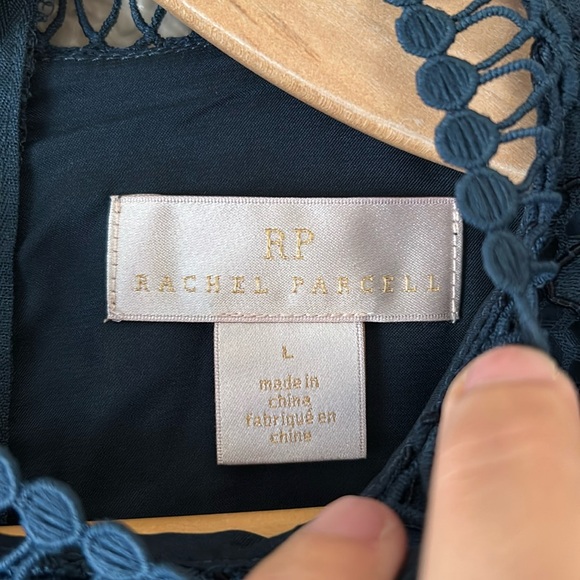 RP
RACHEL PARCELL
L
made in
china
fabriqué en
chine